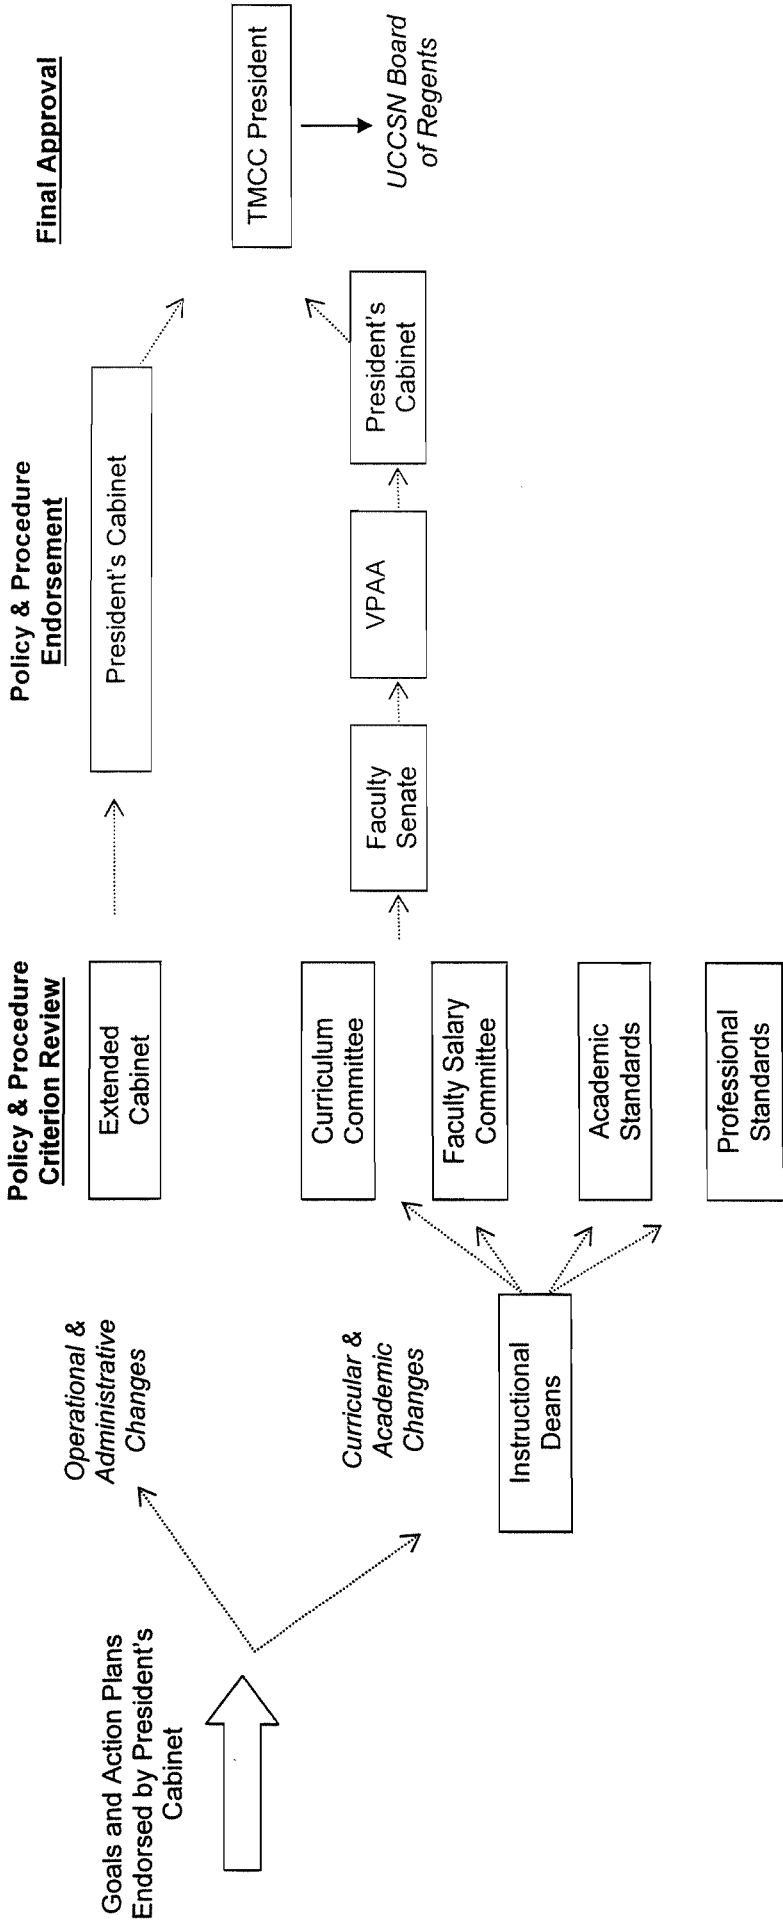 Goals and Action Plans
Endorsed by President's
Cabinet
Operational &
Administrative
Changes
Curricular &
Academic
Changes
Instructional
Deans
Policy & Procedure
Criterion Review
Extended
Cabinet
Curriculum
Committee
Faculty Salary
Committee
Academic
Standards
Professional
Standards
Policy & Procedure
Endorsement
President's Cabinet
Faculty
Senate
VPAA
President's
Cabinet
Final Approval
TMCC President
UCCSN Board
of Regents